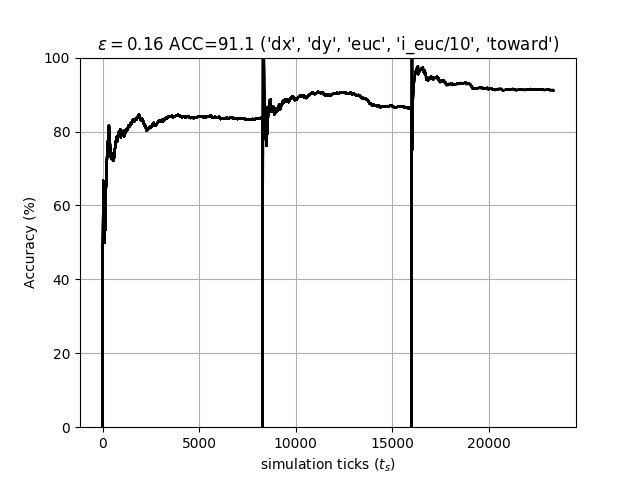 ε = 0.16 ACC=91.1 ('dx', 'dy', 'euc', 'i_euc/10', 'toward')
100
80
60
40
20
0
Accuracy (%)
0 5000 10000 15000 20000
simulation ticks (tₛ)